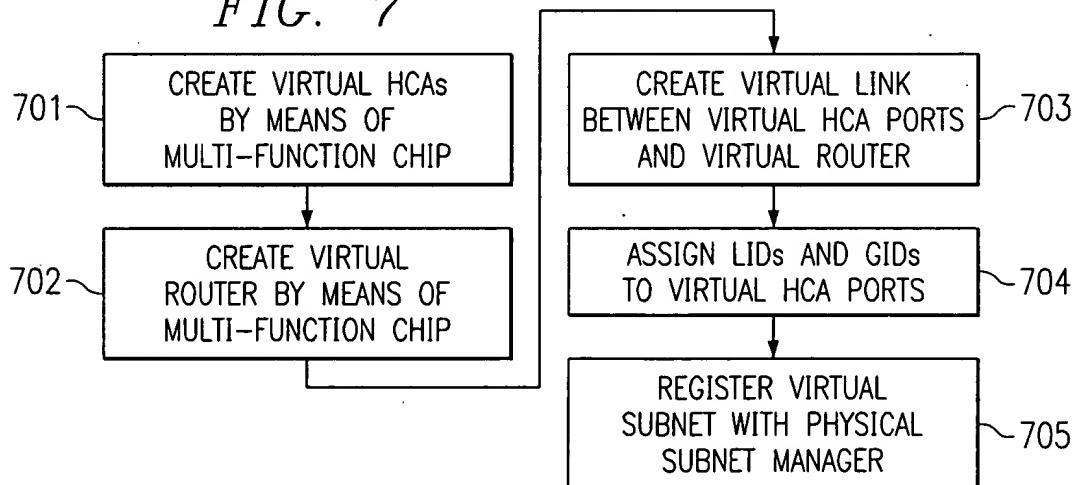 FIG. 7
701
CREATE VIRTUAL HCAs
BY MEANS OF
MULTI-FUNCTION CHIP
702
CREATE VIRTUAL
ROUTER BY MEANS OF
MULTI-FUNCTION CHIP
CREATE VIRTUAL LINK
BETWEEN VIRTUAL HCA PORTS
AND VIRTUAL ROUTER
703
ASSIGN LIDs AND GIDs
TO VIRTUAL HCA PORTS
704
REGISTER VIRTUAL
SUBNET WITH PHYSICAL
SUBNET MANAGER
705